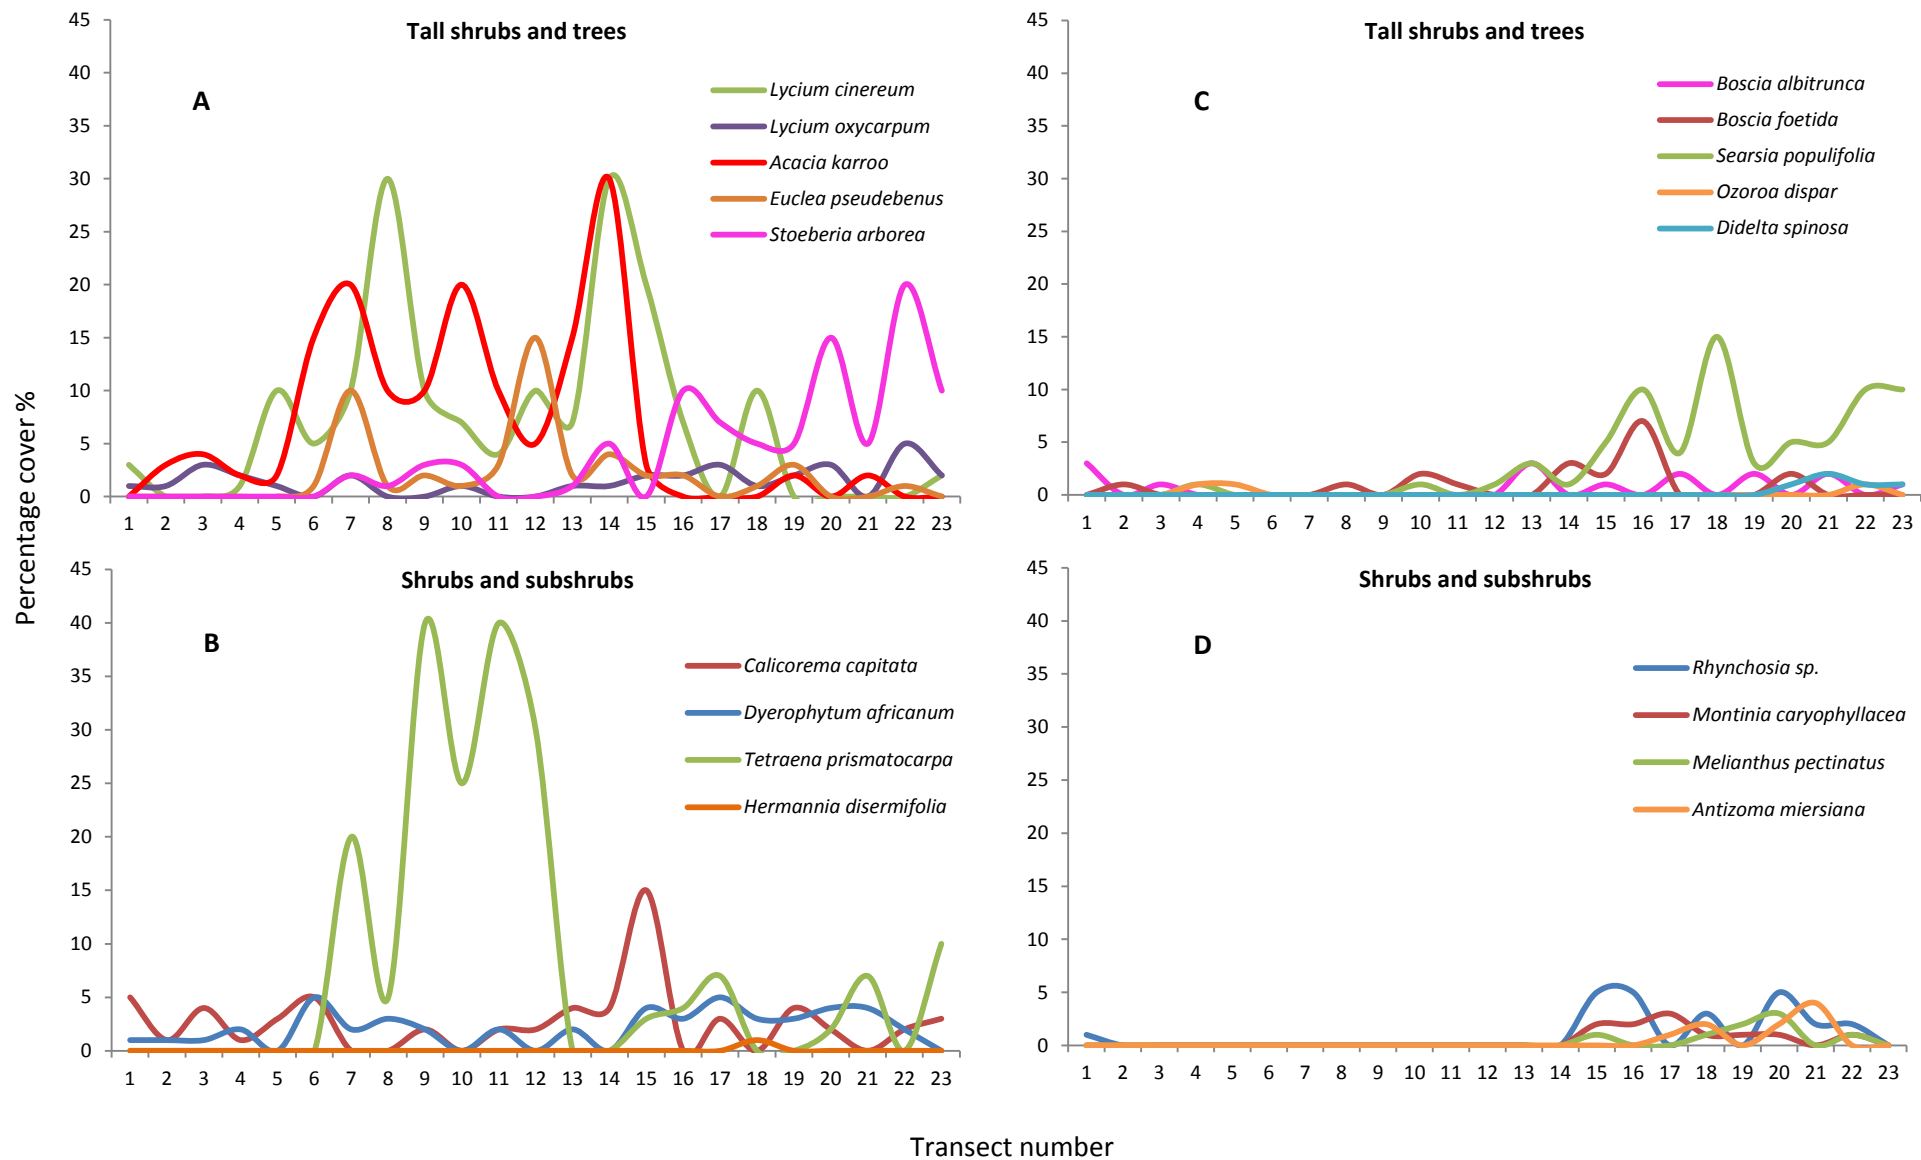 Percentage cover %
Tall shrubs and trees
A
45
40
35
30
25
20
15
10
5
0
Lycium cinereum
Lycium oxycarpum
Acacia karroo
Euclea pseudebenus
Stoeberia arborea
1 2 3 4 5 6 7 8 9 10 11 12 13 14 15 16 17 18 19 20 21 22 23
Tall shrubs and trees
C
45
40
35
30
25
20
15
10
5
0
Boscia albitrunca
Boscia foetida
Searsia populifolia
Ozoroa dispar
Didelta spinosa
1 2 3 4 5 6 7 8 9 10 11 12 13 14 15 16 17 18 19 20 21 22 23
Shrubs and subshrubs
B
45
40
35
30
25
20
15
10
5
0
Calicorema capitata
Dyerophytum africanum
Tetraena prismatocarpa
Hermannia disermifolia
1 2 3 4 5 6 7 8 9 10 11 12 13 14 15 16 17 18 19 20 21 22 23
Shrubs and subshrubs
D
45
40
35
30
25
20
15
10
5
0
Rhynchosia sp.
Montinia caryophyllacea
Melianthus pectinatus
Antizoma miersiana
1 2 3 4 5 6 7 8 9 10 11 12 13 14 15 16 17 18 19 20 21 22 23
Transect number